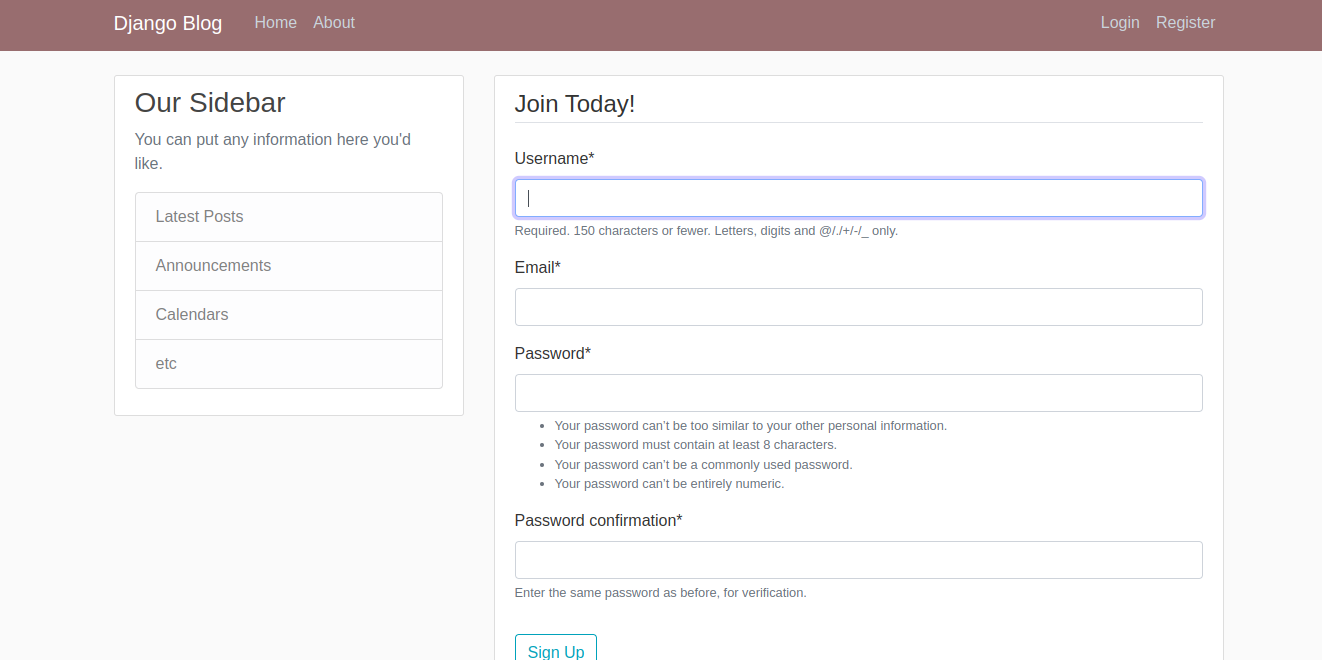 Django Blog Home About Login Register
Our Sidebar
You can put any information here you'd
like.
Latest Posts
Announcements
Calendars
etc
Join Today!
Username*
Required. 150 characters or fewer. Letters, digits and @/./+/-/_ only.
Email*
Password*
Your password can’t be too similar to your other personal information.
Your password must contain at least 8 characters.
Your password can’t be a commonly used password.
Your password can’t be entirely numeric.
Password confirmation*
Enter the same password as before, for verification.
Sign Up